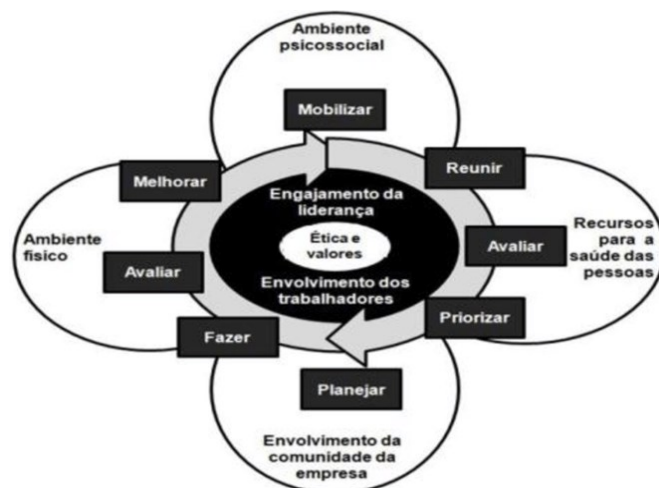 Ambiente
psicossocial
Mobilizar
Melhorar
Reunir
Engajamento da
liderança
Ambiente
físico
Ética e
valores
Recursos
para a
saúde das
pessoas
Avaliar
Avaliar
Envolvimento dos
trabalhadores
Fazer
Priorizar
Planejar
Envolvimento da
comunidade da
empresa